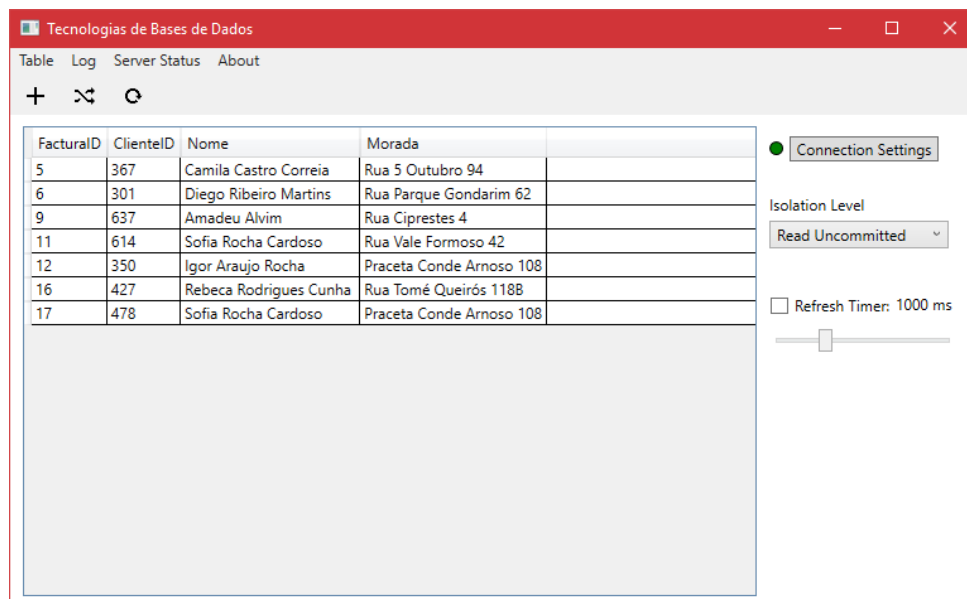 Tecnologias de Bases de Dados
Table Log Server Status About
FacturaID ClienteID Nome Morada
5 367 Camila Castro Correia Rua 5 Outubro 94
6 301 Diego Ribeiro Martins Rua Parque Gondarim 62
9 637 Amadeu Alvim Rua Ciprestes 4
11 614 Sofia Rocha Cardoso Rua Vale Formoso 42
12 350 Igor Araujo Rocha Praceta Conde Arnoso 108
16 427 Rebeca Rodrigues Cunha Rua Tomé Queirós 118B
17 478 Sofia Rocha Cardoso Praceta Conde Arnoso 108
Connection Settings
Isolation Level
Read Uncommitted
Refresh Timer: 1000 ms